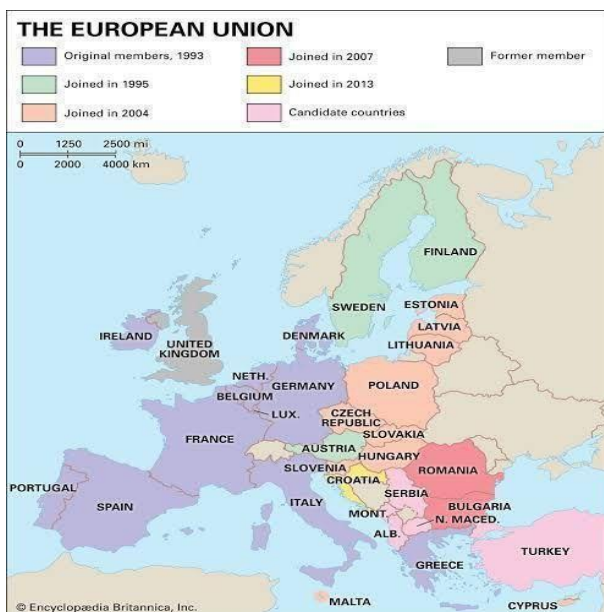 THE EUROPEAN UNION
Original members, 1993
Joined in 2007
Former member
Joined in 1995
Joined in 2013
Joined in 2004
Candidate countries
0 1250 2500 mi
0 2000 4000 km
FINLAND
SWEDEN
ESTONIA
LATVIA
LITHUANIA
IRELAND
UNITED
KINGDOM
DENMARK
NETH.
BELGIUM
GERMANY
POLAND
LUX.
CZECH
REPUBLIC
SLOVAKIA
FRANCE
AUSTRIA
HUNGARY
SLOVENIA
CROATIA
ROMANIA
PORTUGAL
SPAIN
ITALY
SERBIA
BULGARIA
MONT.
N. MACED.
ALB.
TURKEY
GREECE
MALTA
CYPRUS
© Encyclopædia Britannica, Inc.